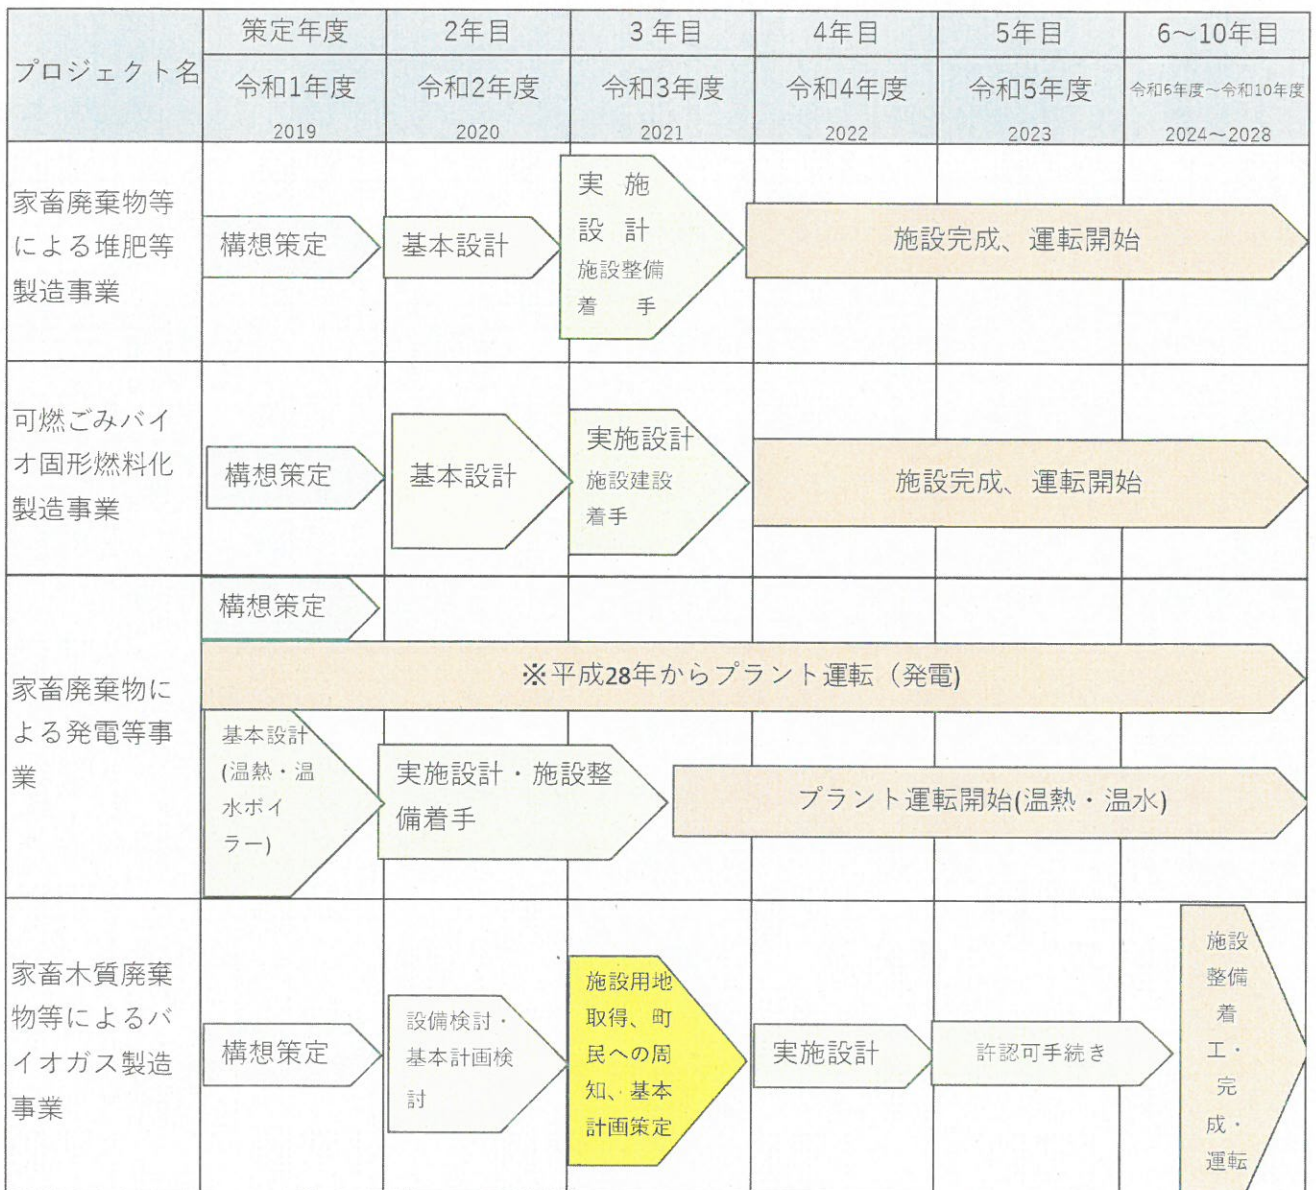 プロジェクト名
策定年度
2年目
3年目
4年目
5年目
6～10年目
令和1年度
令和2年度
令和3年度
令和4年度
令和5年度
令和6年度～令和10年度
2019
2020
2021
2022
2023
2024～2028
家畜廃棄物等
による堆肥等
製造事業
構想策定
基本設計
実 施
設 計
施設整備
着 手
施設完成、運転開始
可燃ごみバイ
オ固形燃料化
製造事業
構想策定
基本設計
実施設計
施設建設
着手
施設完成、運転開始
家畜廃棄物に
よる発電等事
業
構想策定
※平成28年からプラント運転（発電)
基本設計
(温熱・温
水ボイ
ラー)
実施設計・施設整
備着手
プラント運転開始(温熱・温水)
家畜木質廃棄
物等によるバ
イオガス製造
事業
構想策定
設備検討・
基本計画検
討
施設用地
取得、町
民への周
知、基本
計画策定
実施設計
許認可手続き
施設
整備
着
工・
完
成・
運転